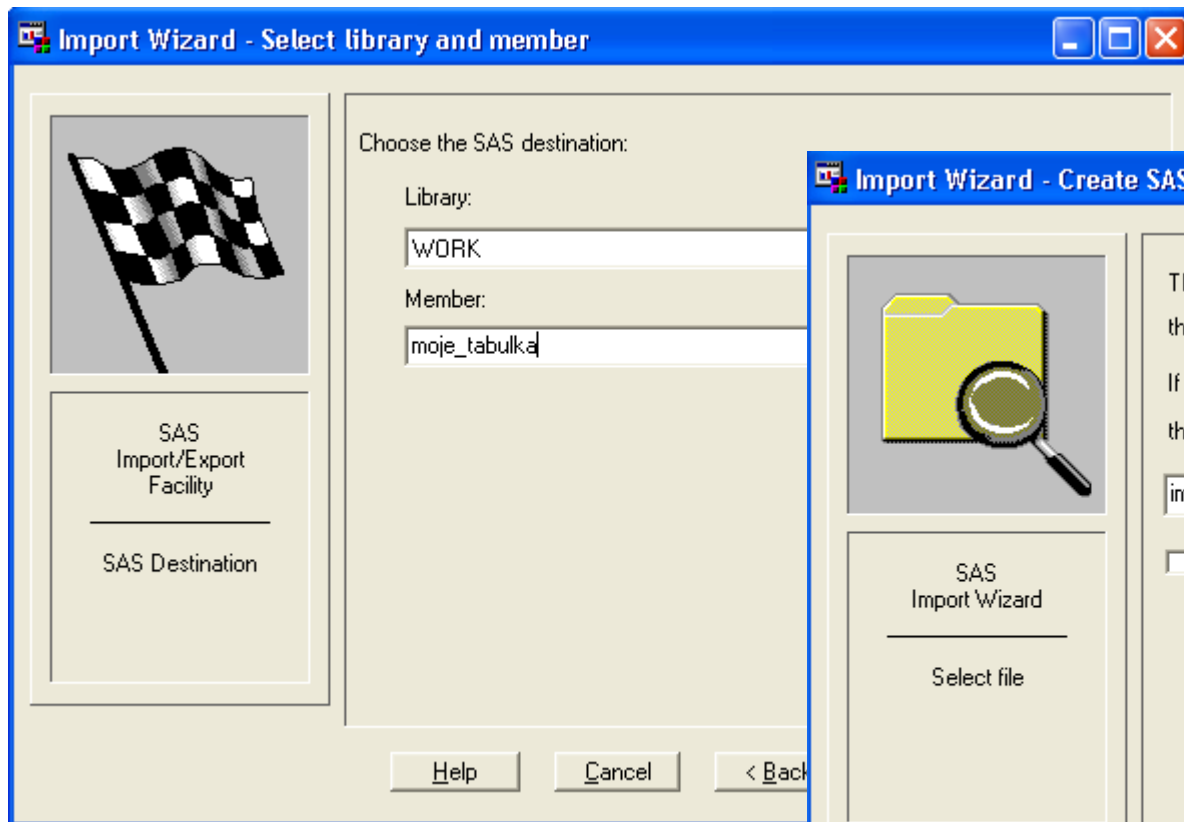 Import Wizard - Select library and member
Choose the SAS destination:
Library:
WORK
Member:
moje_tabulka
SAS
Import/Export
Facility
SAS Destination
Help
Cancel
< Back
Import Wizard - Create SAS
If
SAS
Import Wizard
Select file